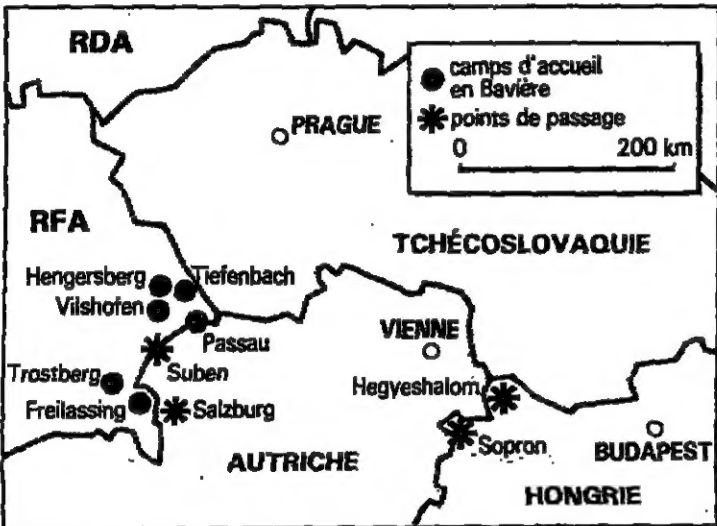 RDA
camps d'accueil
en Bavière
points de passage
0 200 km
PRAGUE
RFA
TCHÉCOSLOVAQUIE
Hengersberg
Tiefenbach
Vilshofen
Passau
VIENNE
Suben
Trostberg
Hegyeshalom
Freilassing
Salzburg
Sopron
BUDAPEST
AUTRICHE
HONGRIE